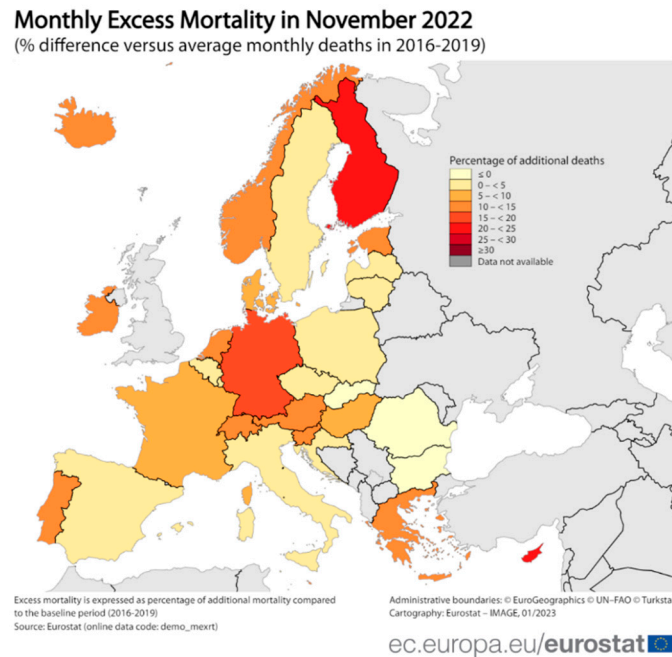 Monthly Excess Mortality in November 2022
(% difference versus average monthly deaths in 2016-2019)
Percentage of additional deaths
≤ 0
0 – < 5
5 – < 10
10 – < 15
15 – < 20
20 – < 25
25 – < 30
≥30
Data not available
Excess mortality is expressed as percentage of additional mortality compared
to the baseline period (2016-2019)
Source: Eurostat (online data code: demo_mexrt)
Administrative boundaries: © EuroGeographics © UN–FAO © Turksta
Cartography: Eurostat – IMAGE, 01/2023
ec.europa.eu/eurostat